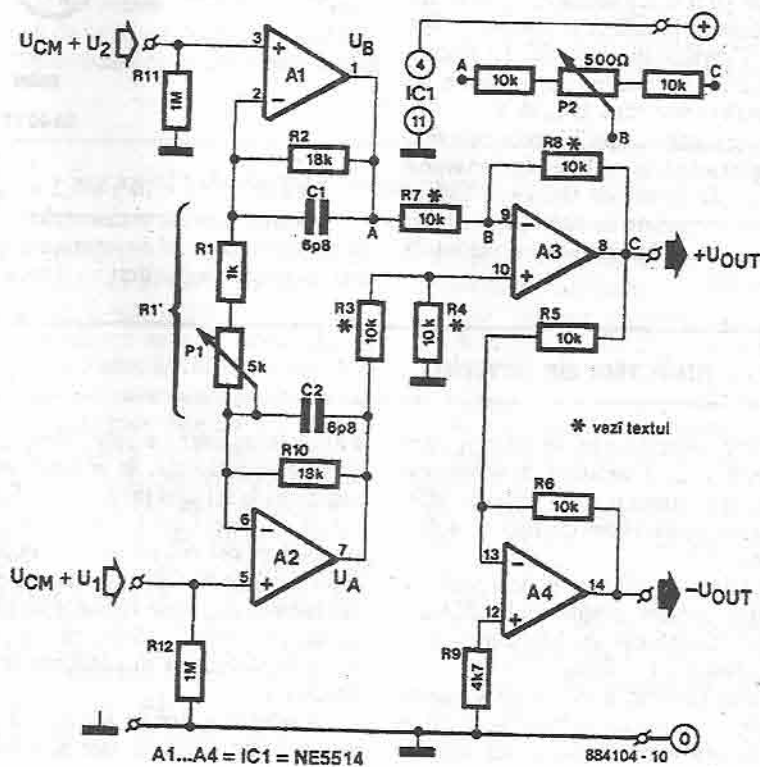 UCM + U2
3
+
A1
UB
1
2
−
R11
1M
R2
18k
C1
6p8
A
R7 *
10k
4
IC1
11
+
A
10k
500Ω
10k
C
P2
B
R8 *
10k
9
−
B
A3
8
C
+UOUT
10
+
R1
1k
R1'
P1
5k
R3
*
10k
R4
*
10k
R5
10k
C2
6p8
* vezi textul
R10
18k
R6
10k
6
−
A2
7
UA
UCM + U1
5
+
13
−
A4
14
−UOUT
12
+
R12
1M
R9
4k7
0
A1...A4 = IC1 = NE5514
884104 - 10